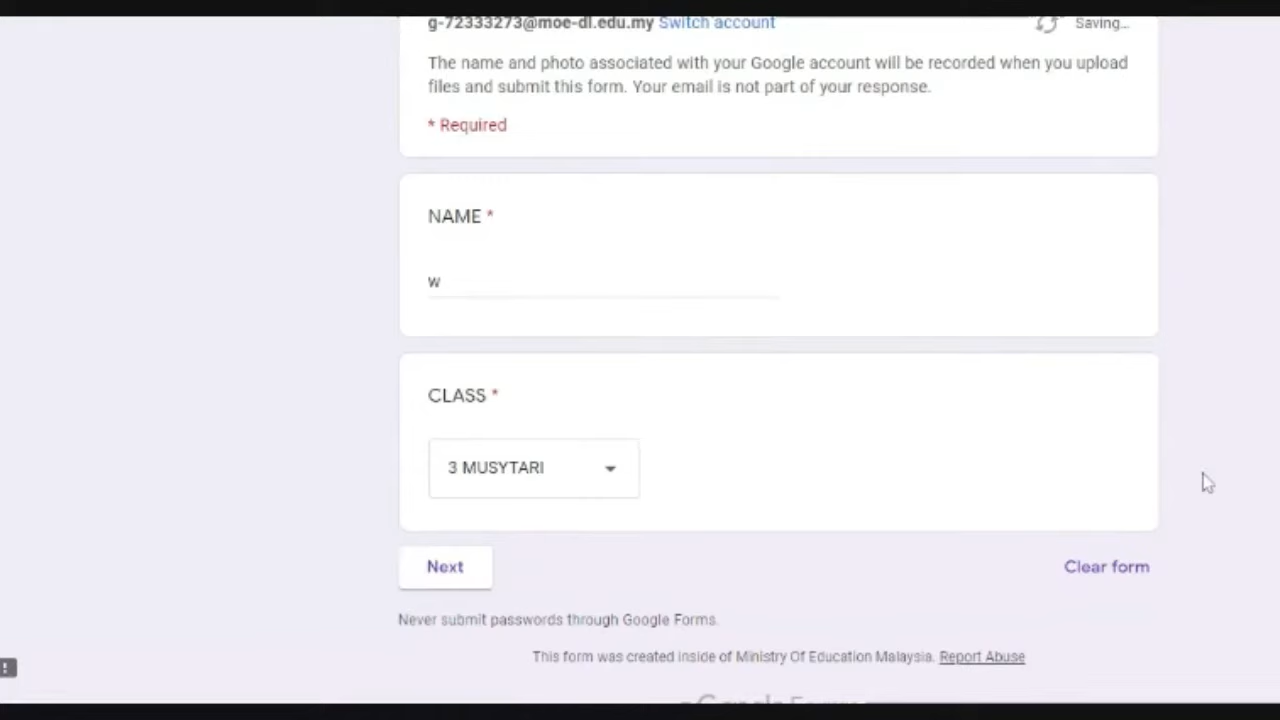 g-72333273@moe-dl.edu.my Switch account Saving...
The name and photo associated with your Google account will be recorded when you upload
files and submit this form. Your email is not part of your response.
* Required
NAME *
w
CLASS *
3 MUSYTARI
Next Clear form
Never submit passwords through Google Forms.
This form was created inside of Ministry Of Education Malaysia. Report Abuse